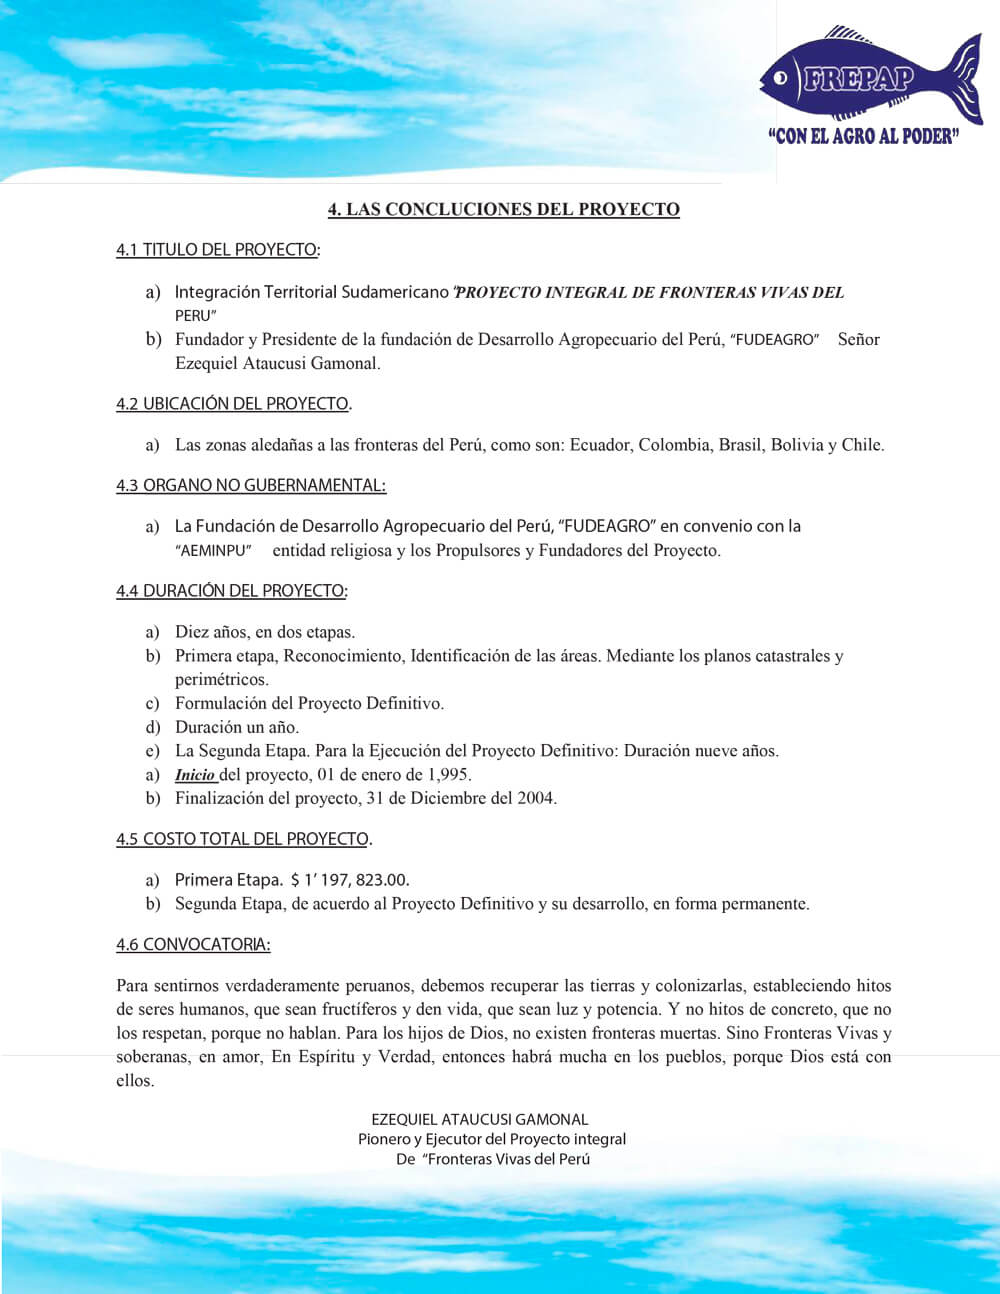 FREPAP
“CON EL AGRO AL PODER”
4. LAS CONCLUCIONES DEL PROYECTO
4.1 TITULO DEL PROYECTO:
a) Integración Territorial Sudamericano “PROYECTO INTEGRAL DE FRONTERAS VIVAS DEL
PERU”
b) Fundador y Presidente de la fundación de Desarrollo Agropecuario del Perú, “FUDEAGRO” Señor
Ezequiel Ataucusi Gamonal.
4.2 UBICACIÓN DEL PROYECTO.
a) Las zonas aledañas a las fronteras del Perú, como son: Ecuador, Colombia, Brasil, Bolivia y Chile.
4.3 ORGANO NO GUBERNAMENTAL:
a) La Fundación de Desarrollo Agropecuario del Perú, “FUDEAGRO” en convenio con la
“AEMINPU” entidad religiosa y los Propulsores y Fundadores del Proyecto.
4.4 DURACIÓN DEL PROYECTO:
a) Diez años, en dos etapas.
b) Primera etapa, Reconocimiento, Identificación de las áreas. Mediante los planos catastrales y
perimétricos.
c) Formulación del Proyecto Definitivo.
d) Duración un año.
e) La Segunda Etapa. Para la Ejecución del Proyecto Definitivo: Duración nueve años.
a) Inicio del proyecto, 01 de enero de 1,995.
b) Finalización del proyecto, 31 de Diciembre del 2004.
4.5 COSTO TOTAL DEL PROYECTO.
a) Primera Etapa. $ 1’ 197, 823.00.
b) Segunda Etapa, de acuerdo al Proyecto Definitivo y su desarrollo, en forma permanente.
4.6 CONVOCATORIA:
Para sentirnos verdaderamente peruanos, debemos recuperar las tierras y colonizarlas, estableciendo hitos
de seres humanos, que sean fructíferos y den vida, que sean luz y potencia. Y no hitos de concreto, que no
los respetan, porque no hablan. Para los hijos de Dios, no existen fronteras muertas. Sino Fronteras Vivas y
soberanas, en amor, En Espíritu y Verdad, entonces habrá mucha en los pueblos, porque Dios está con
ellos.
EZEQUIEL ATAUCUSI GAMONAL
Pionero y Ejecutor del Proyecto integral
De “Fronteras Vivas del Perú